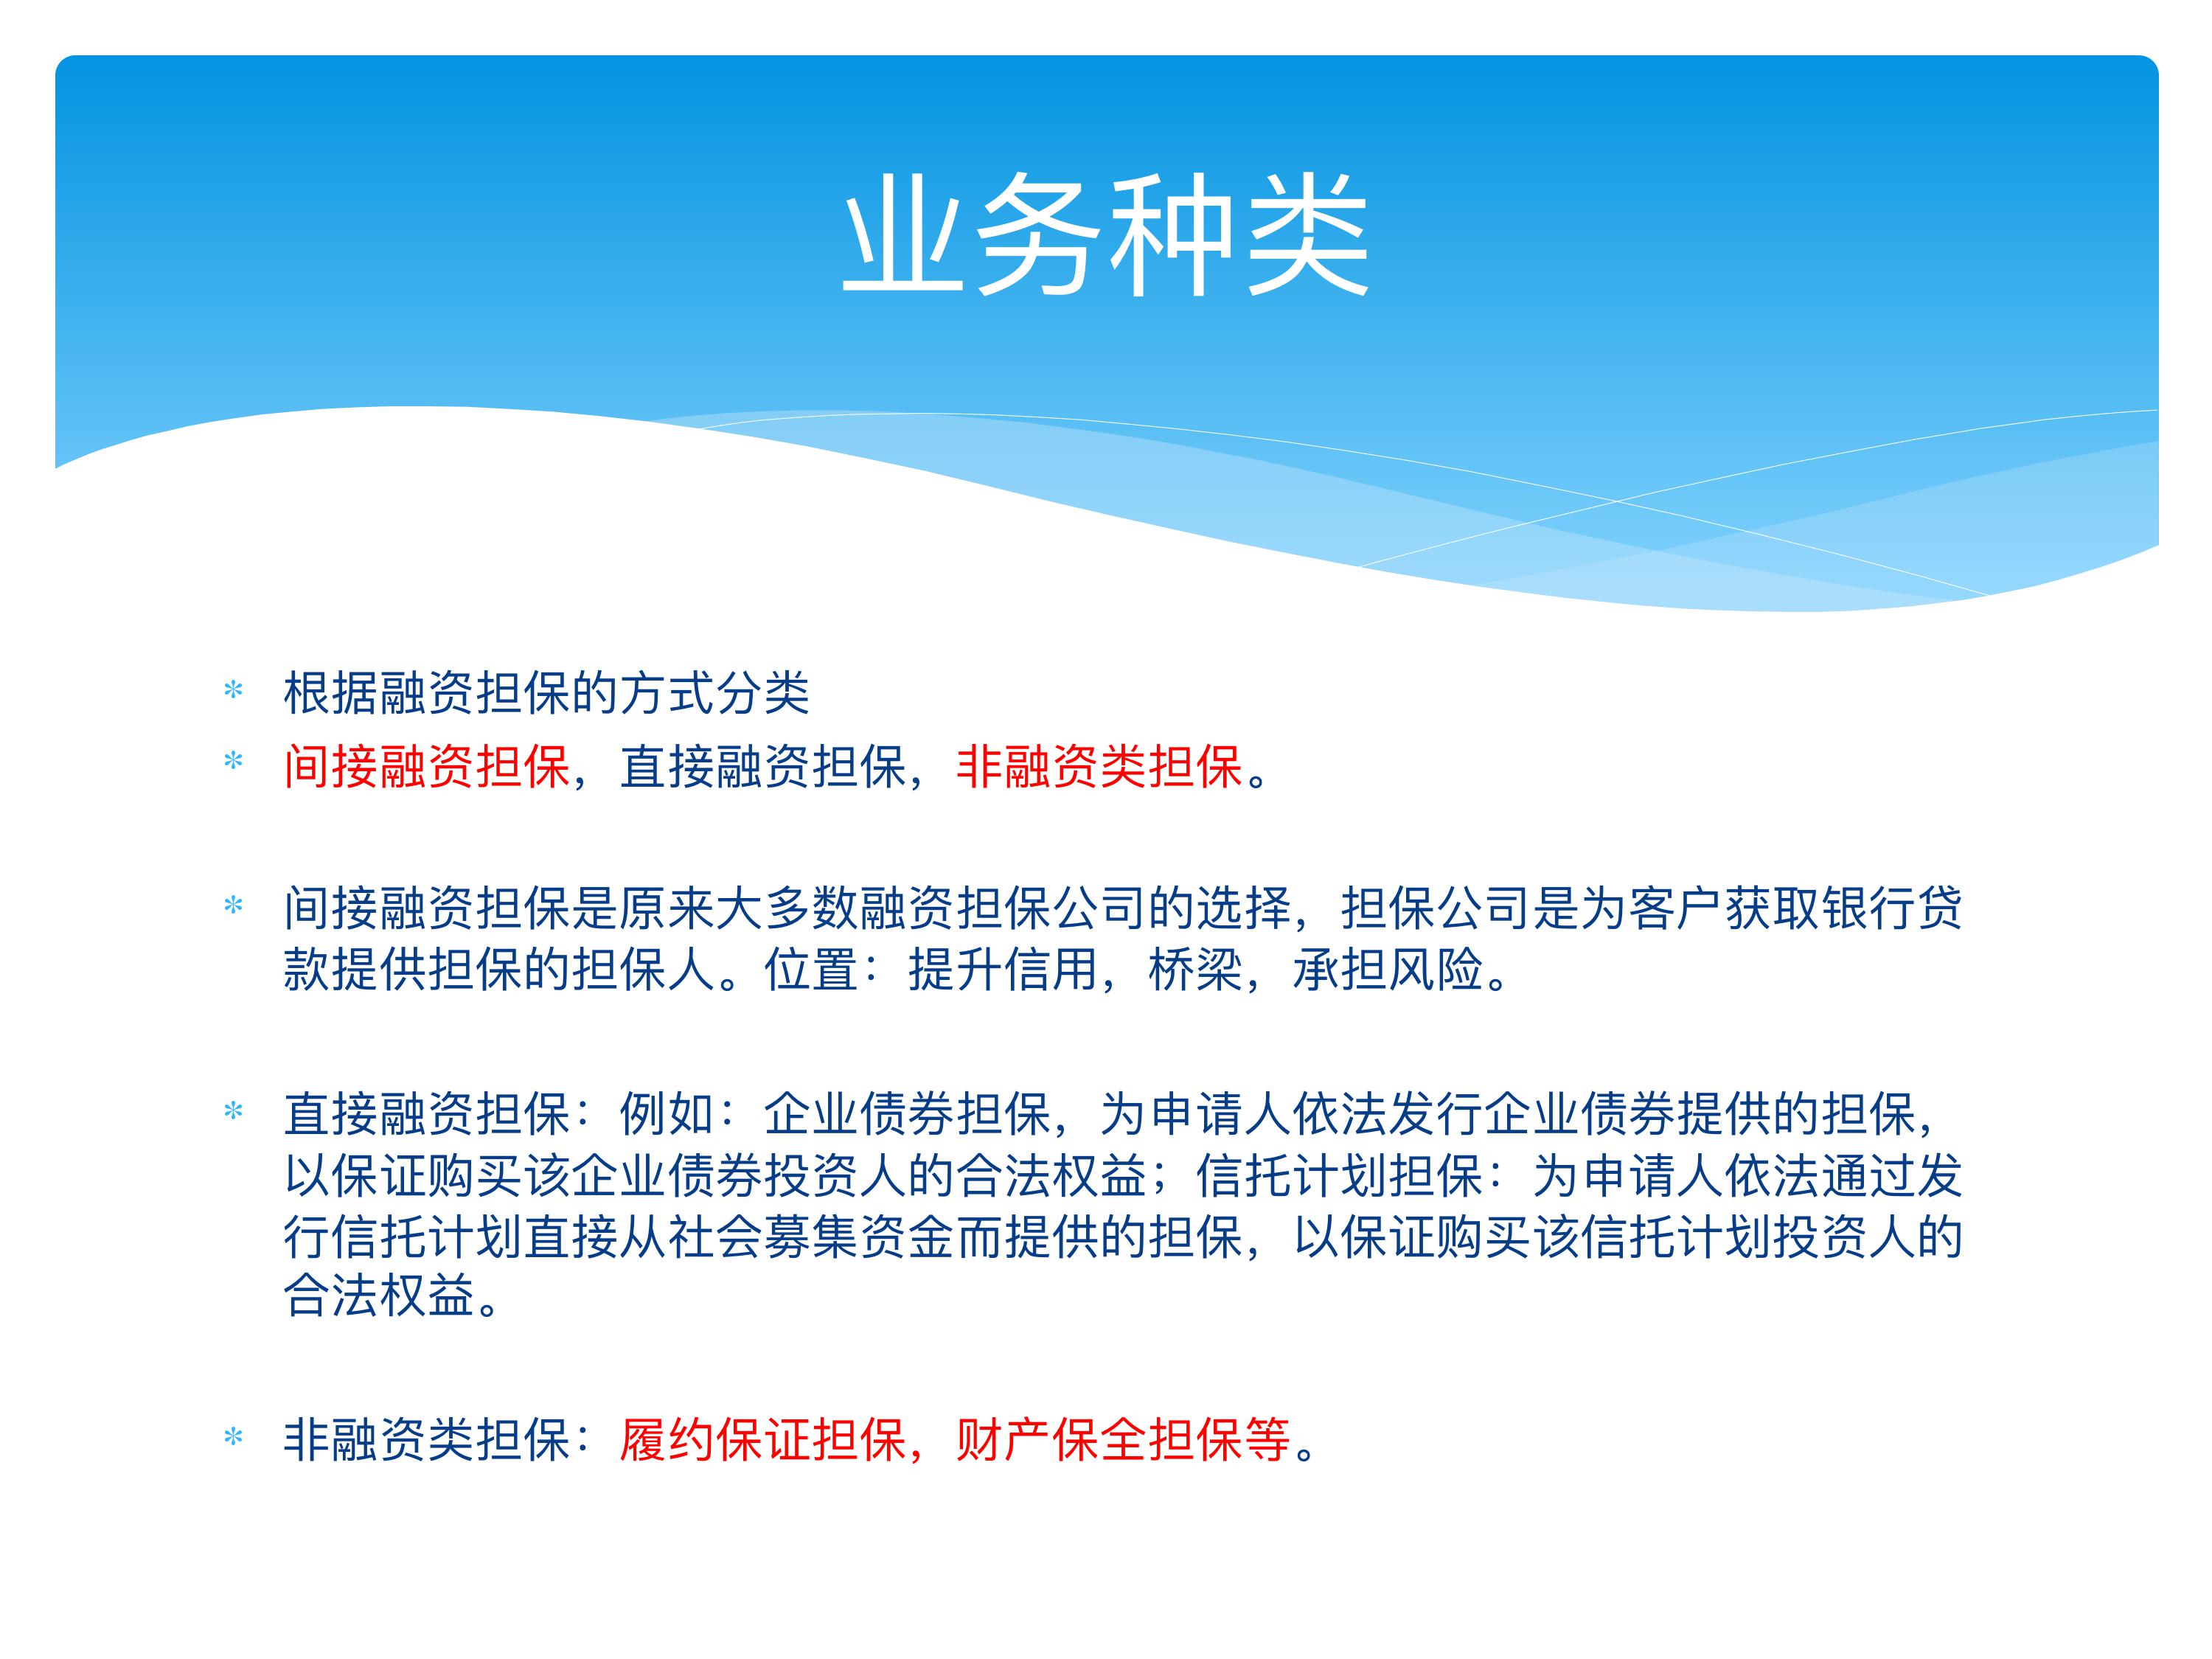 业务种类
* 根据融资担保的方式分类
* 间接融资担保，直接融资担保，非融资类担保。
* 间接融资担保是原来大多数融资担保公司的选择，担保公司是为客户获取银行贷
款提供担保的担保人。位置：提升信用，桥梁，承担风险。
* 直接融资担保：例如：企业债券担保，为申请人依法发行企业债券提供的担保，
以保证购买该企业债券投资人的合法权益；信托计划担保：为申请人依法通过发
行信托计划直接从社会募集资金而提供的担保，以保证购买该信托计划投资人的
合法权益。
* 非融资类担保：履约保证担保，财产保全担保等。